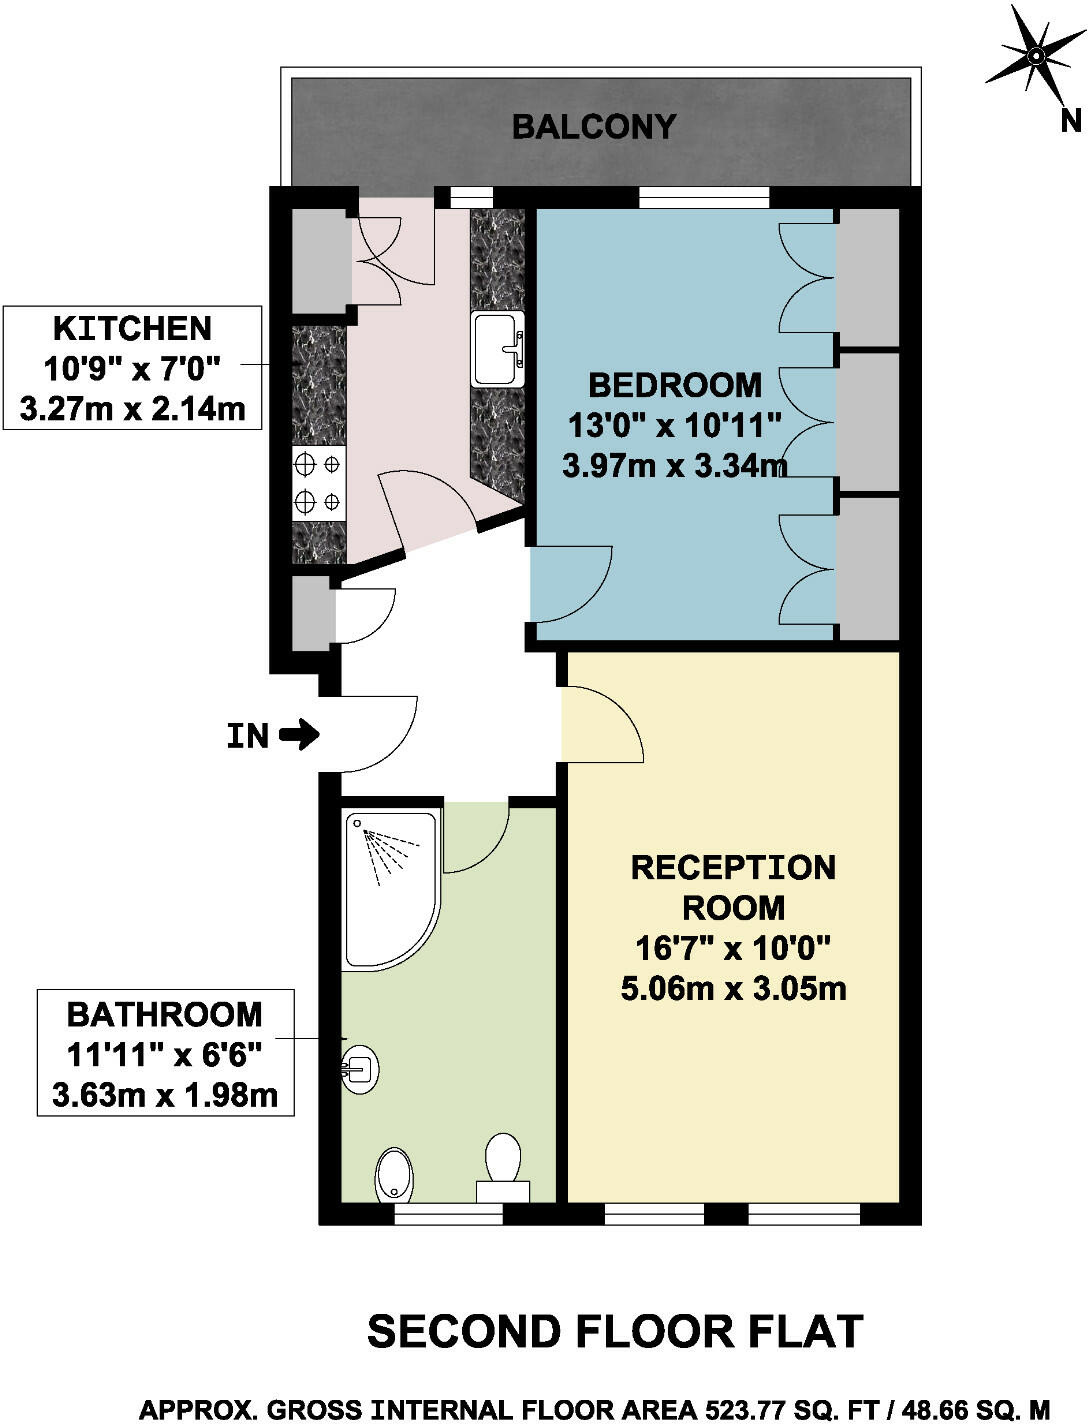 N
BALCONY
KITCHEN
10'9" x 7'0"
3.27m x 2.14m
BEDROOM
13'0" x 10'11"
3.97m x 3.34m
IN
RECEPTION
ROOM
16'7" x 10'0"
5.06m x 3.05m
BATHROOM
11'11" x 6'6"
3.63m x 1.98m
SECOND FLOOR FLAT
APPROX. GROSS INTERNAL FLOOR AREA 523.77 SQ. FT / 48.66 SQ. M